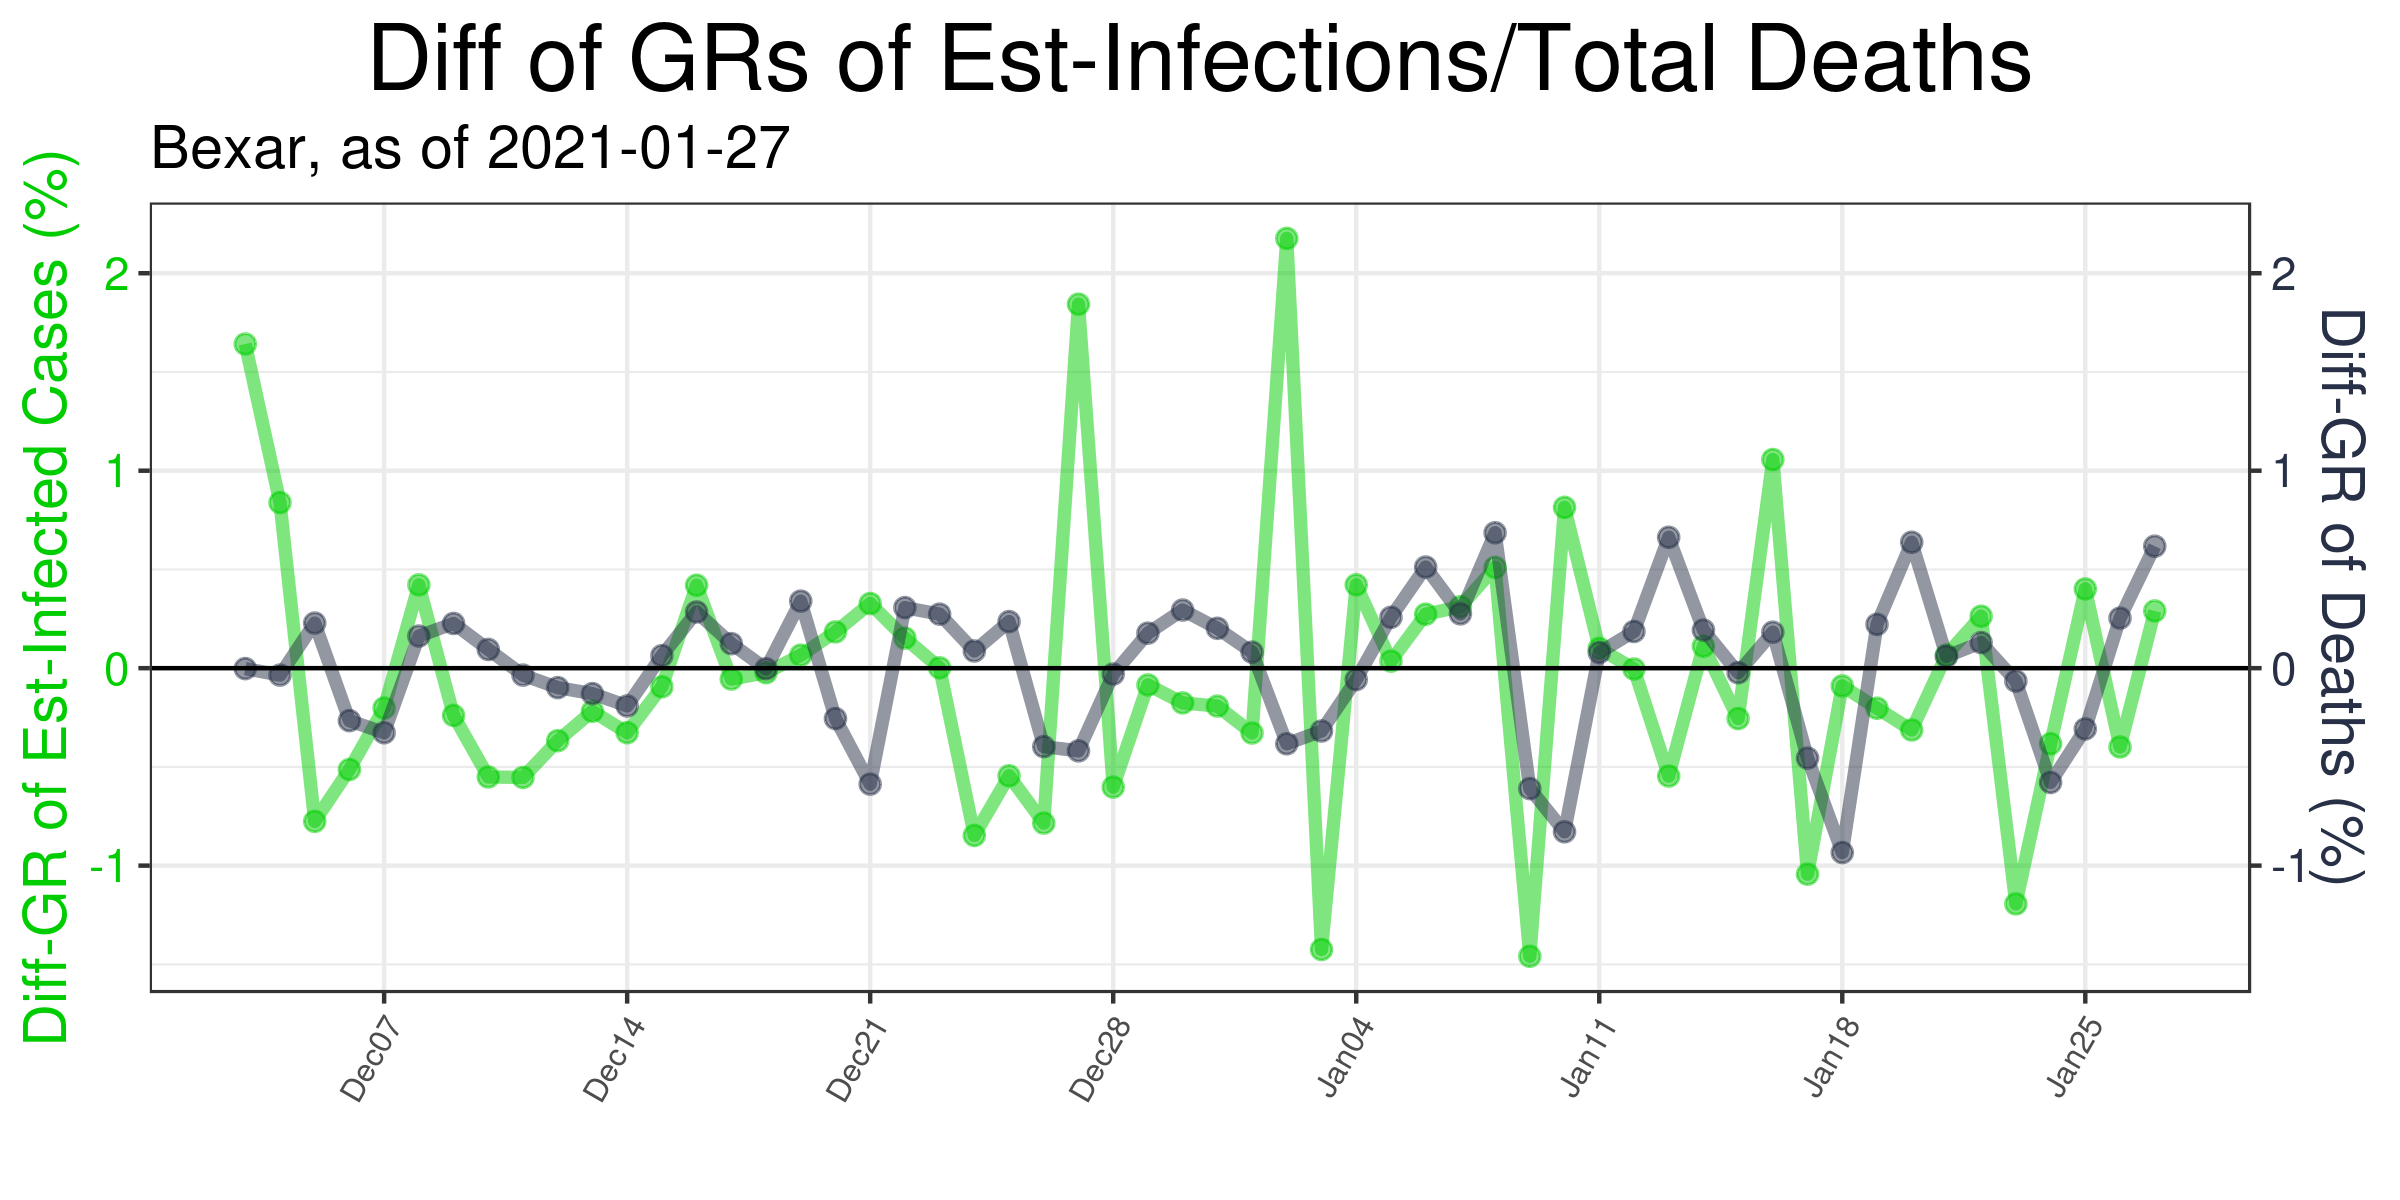 Diff of GRs of Est-Infections/Total Deaths
Bexar, as of 2021-01-27
Diff-GR of Est-Infected Cases (%)
2
1
0
-1
2
1
0
-1
Diff-GR of Deaths (%)
Dec07
Dec14
Dec21
Dec28
Jan04
Jan11
Jan18
Jan25